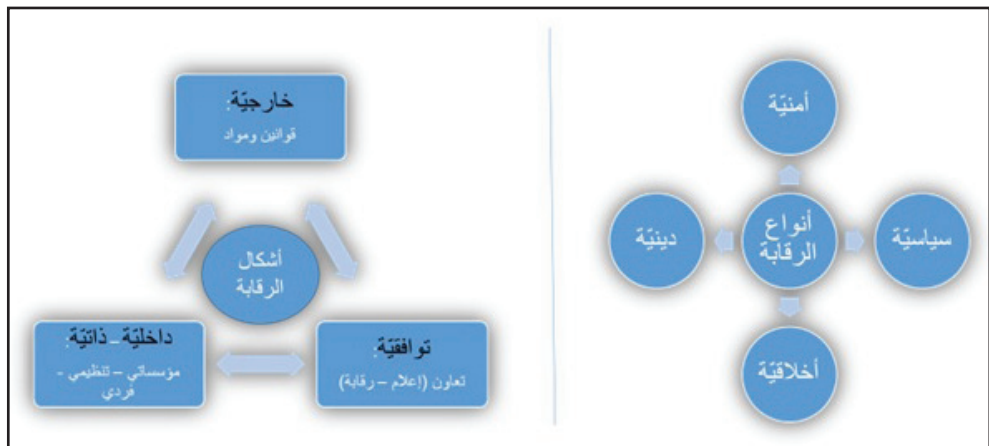 أمنيّة
سياسيّة
أنواع
الرقابة
دينيّة
أخلاقيّة
خارجيّة:
قوانين ومواد
أشكال
الرقابة
توافقيّة:
تعاون (إعلام – رقابة)
داخليّة – ذاتيّة:
مؤسساتي – تنظيمي -
فردي